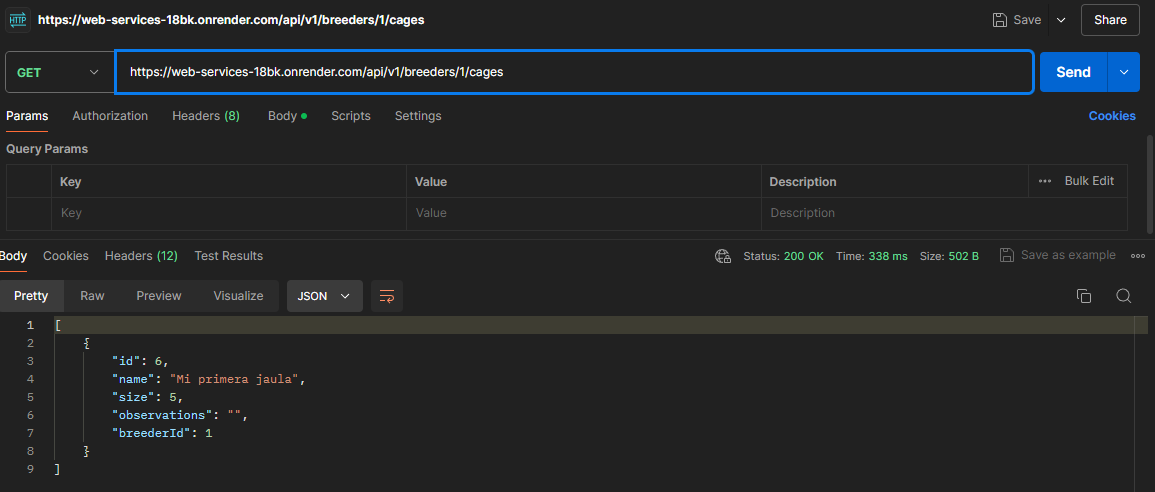 HTTP https://web-services-18bk.onrender.com/api/v1/breeders/1/cages Save Share
GET https://web-services-18bk.onrender.com/api/v1/breeders/1/cages Send
Params Authorization Headers (8) Body Scripts Settings Cookies
Query Params
Key Value Description Bulk Edit
Key Value Description
Body Cookies Headers (12) Test Results Status: 200 OK Time: 338 ms Size: 502 B Save as example
Pretty Raw Preview Visualize JSON
1 [
2 {
3 "id": 6,
4 "name": "Mi primera jaula",
5 "size": 5,
6 "observations": "",
7 "breederId": 1
8 }
9 ]